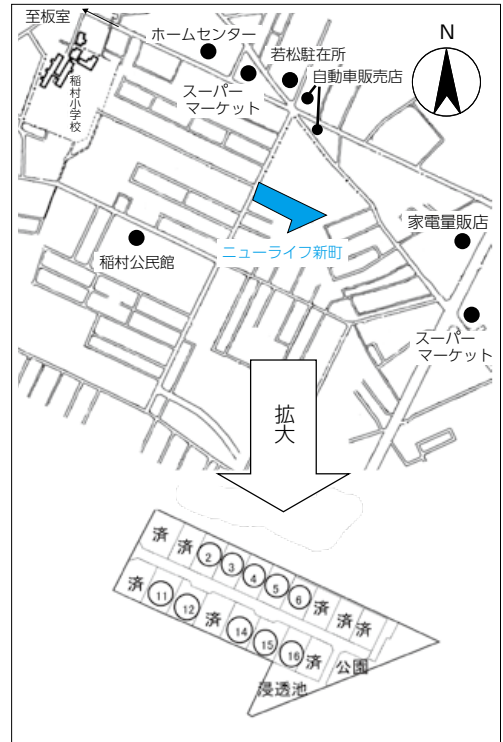 至板室
ホームセンター
若松駐在所
自動車販売店
N
スーパー
マーケット
稲村小学校
家電量販店
ニューライフ新町
稲村公民館
スーパー
マーケット
拡大
済 済 2 3 4 5 6 済 済 済
済 11 12 済 14 15 16 済
公園
浸透池